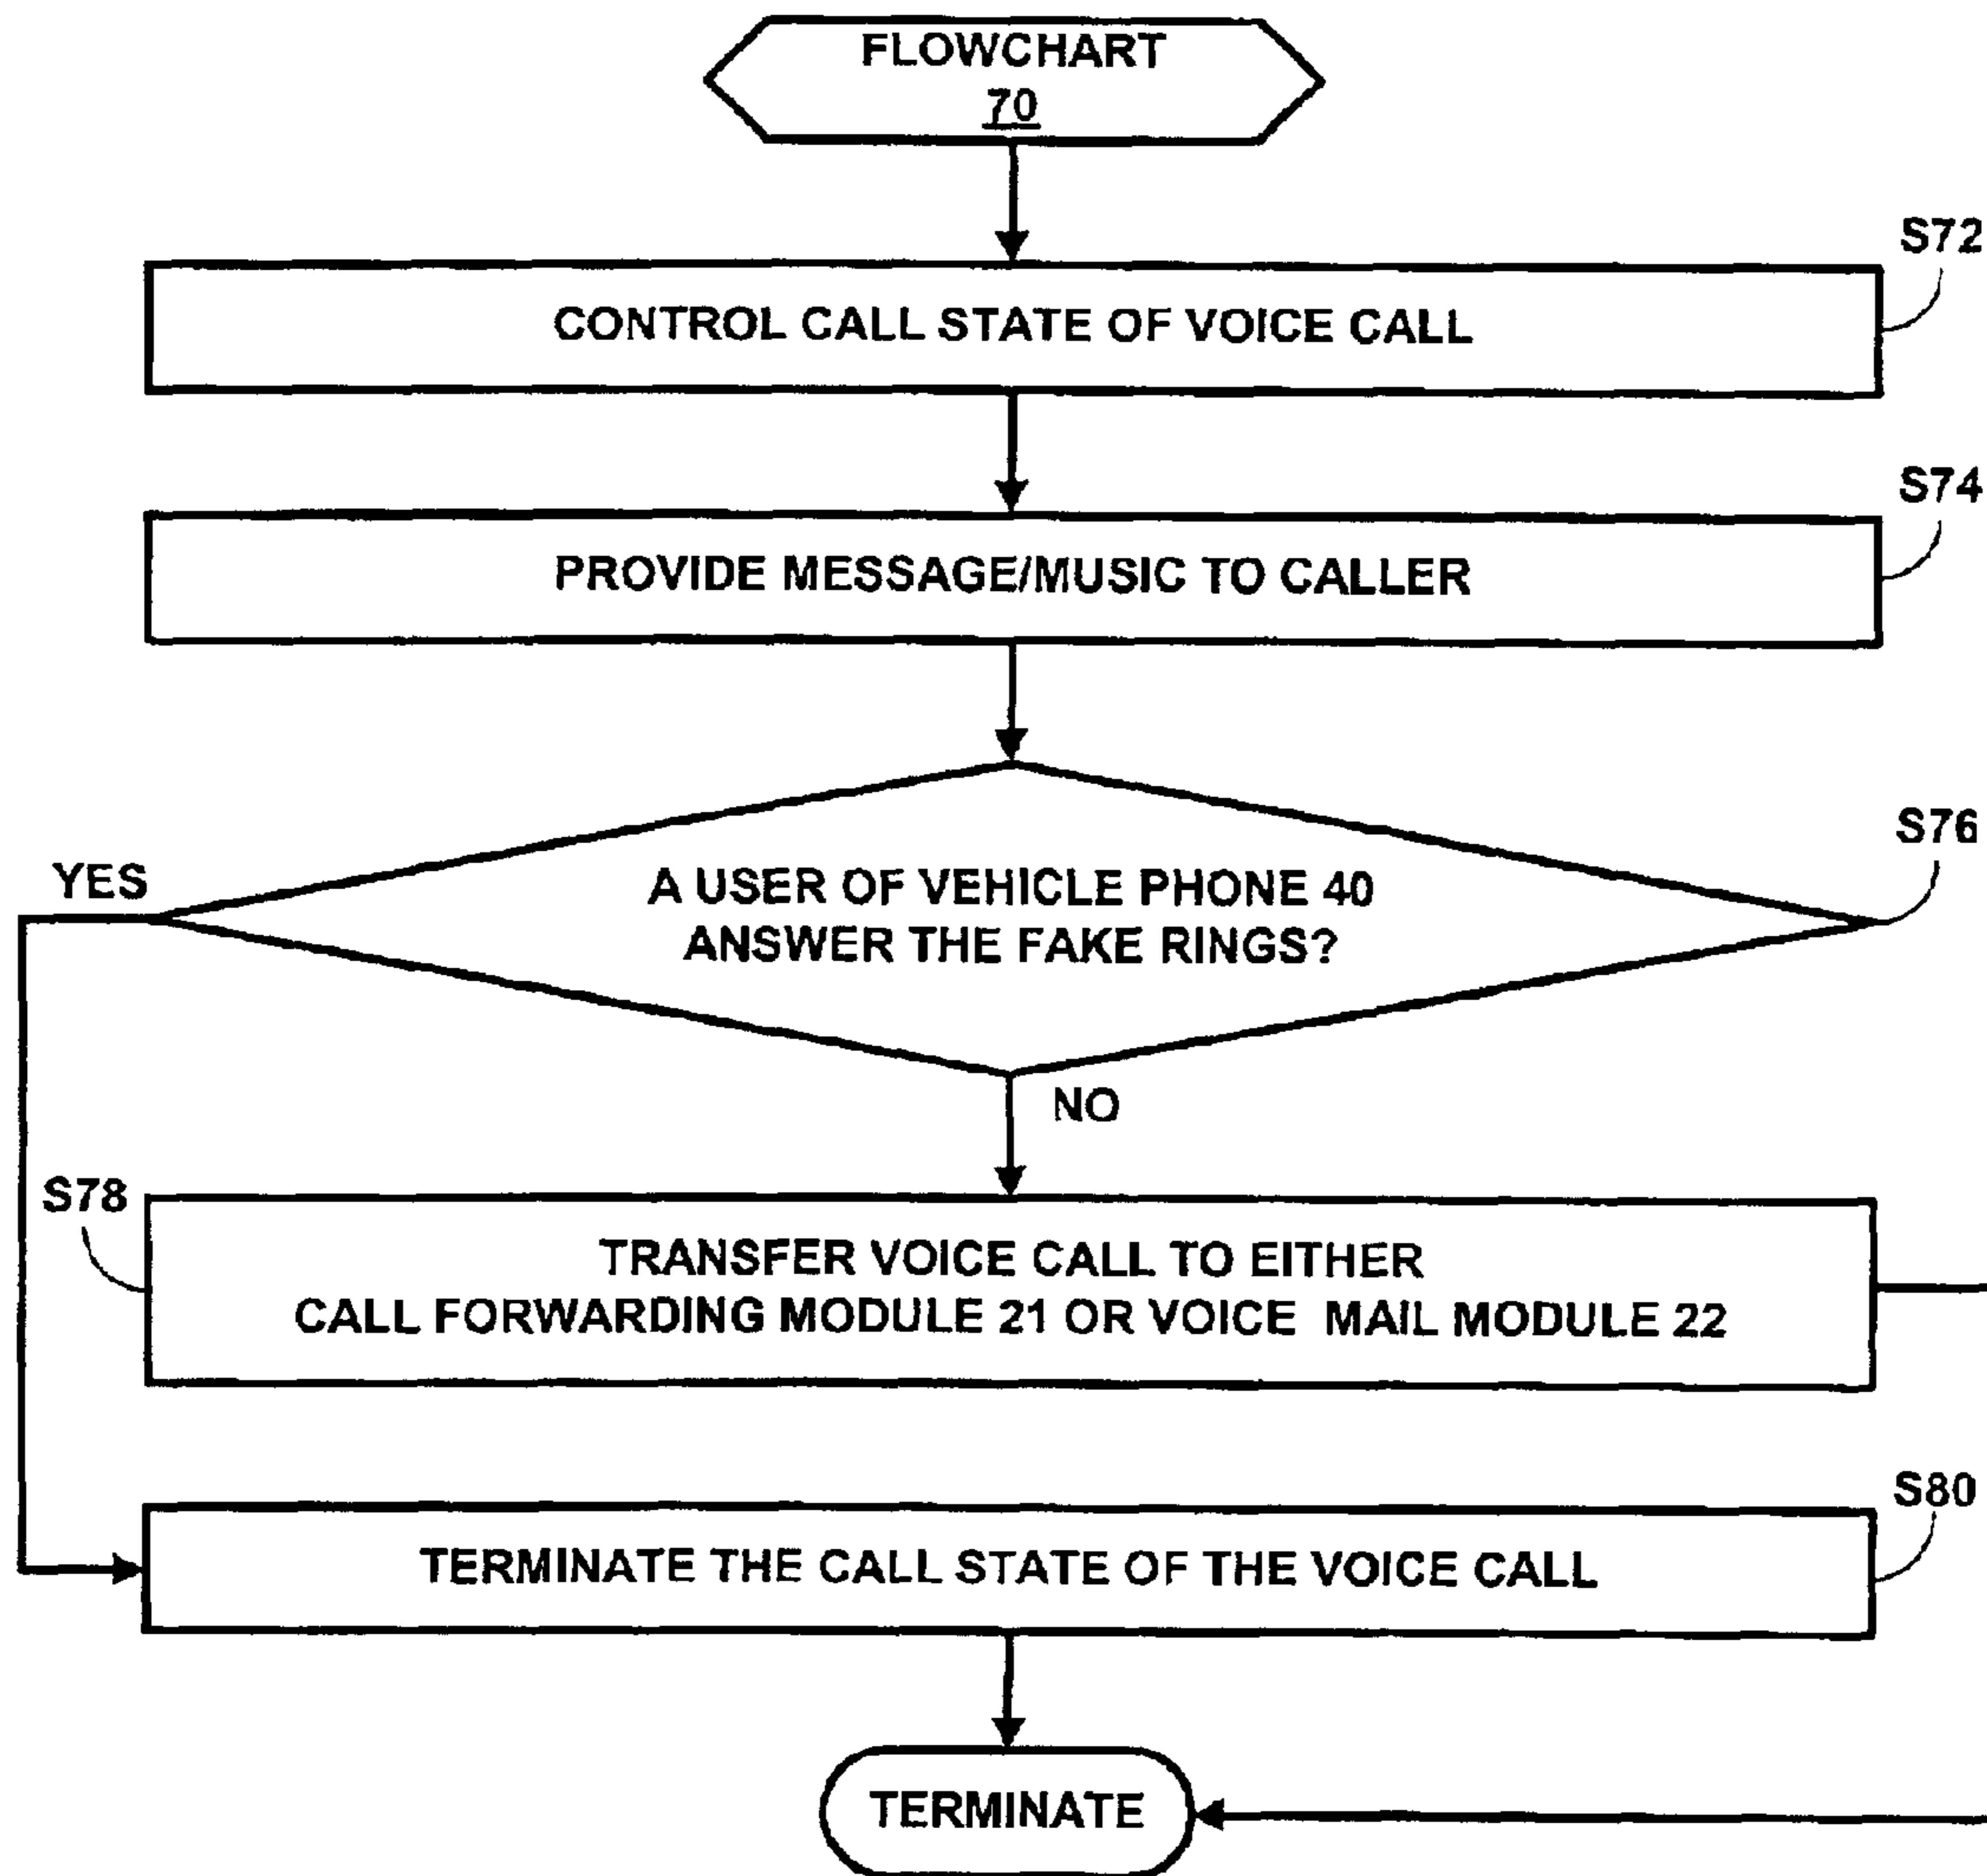 FLOWCHART
70
S72
CONTROL CALL STATE OF VOICE CALL
S74
PROVIDE MESSAGE/MUSIC TO CALLER
S76
YES
A USER OF VEHICLE PHONE 40
ANSWER THE FAKE RINGS?
NO
S78
TRANSFER VOICE CALL TO EITHER
CALL FORWARDING MODULE 21 OR VOICE MAIL MODULE 22
S80
TERMINATE THE CALL STATE OF THE VOICE CALL
TERMINATE